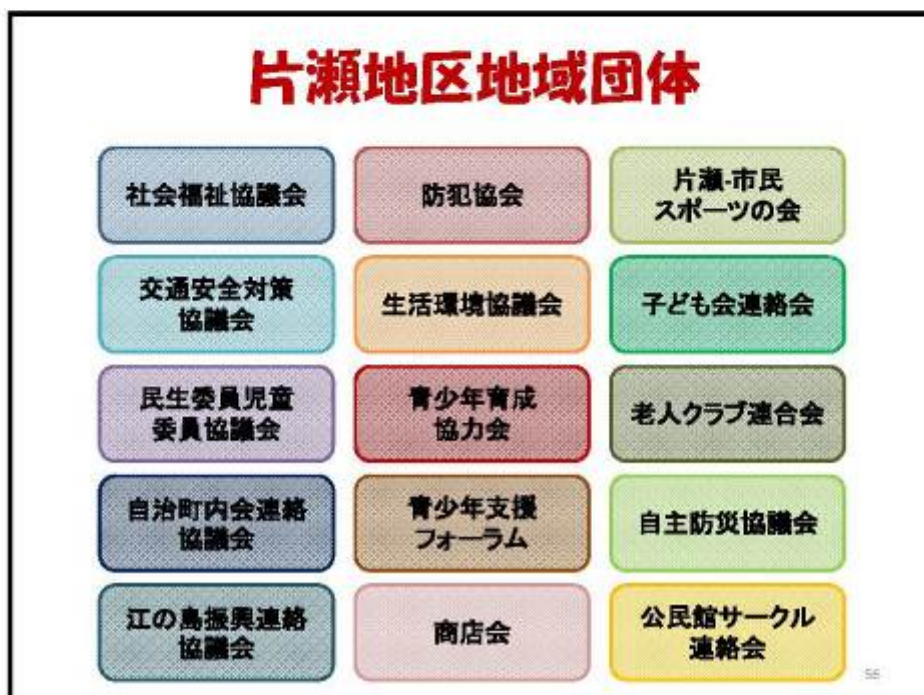 片瀬地区地域団体
社会福祉協議会
防犯協会
片瀬-市民
スポーツの会
交通安全対策
協議会
生活環境協議会
子ども会連絡会
民生委員児童
委員協議会
青少年育成
協力会
老人クラブ連合会
自治町内会連絡
協議会
青少年支援
フォーラム
自主防災協議会
江の島振興連絡
協議会
商店会
公民館サークル
連絡会